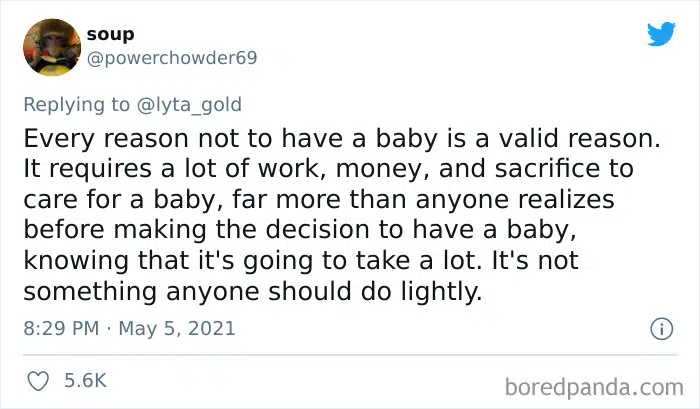 soup
@powerchowder69
Replying to @lyta_gold
Every reason not to have a baby is a valid reason.
It requires a lot of work, money, and sacrifice to
care for a baby, far more than anyone realizes
before making the decision to have a baby,
knowing that it's going to take a lot. It's not
something anyone should do lightly.
8:29 PM · May 5, 2021
5.6K
boredpanda.com